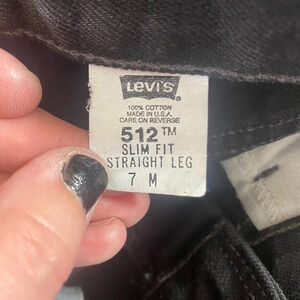 LEVI'S®
100% COTTON
MADE IN U.S.A.
CARE ON REVERSE
512™
SLIM FIT
STRAIGHT LEG
7 M